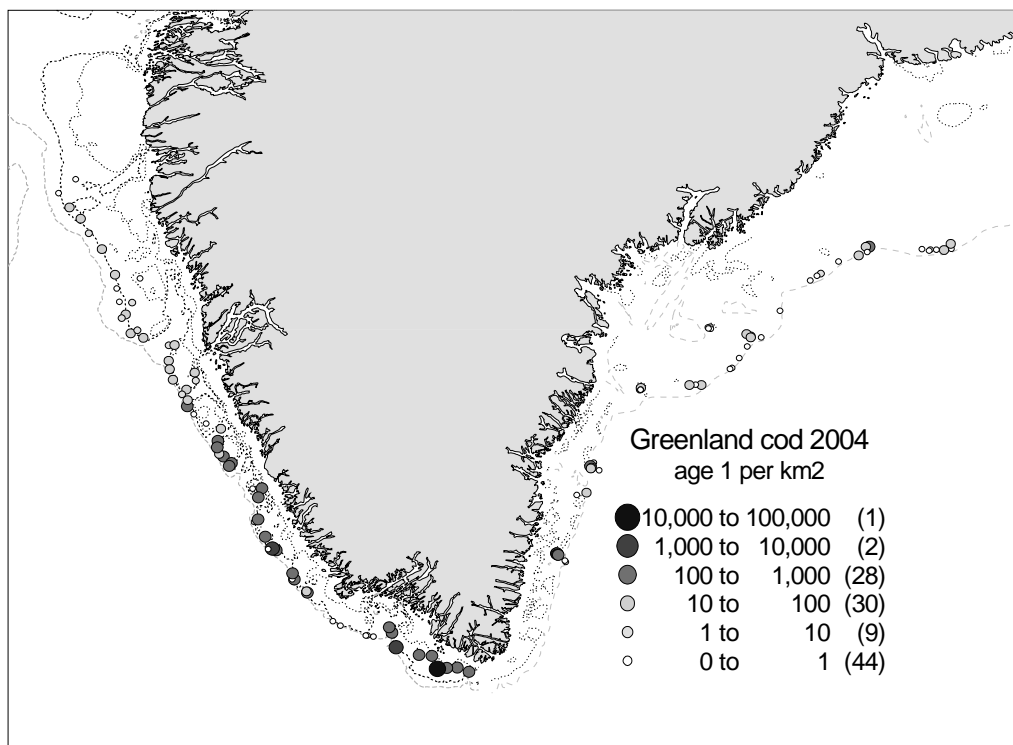 Greenland cod 2004
age 1 per km2
10,000 to 100,000 (1)
1,000 to 10,000 (2)
100 to 1,000 (28)
10 to 100 (30)
1 to 10 (9)
0 to 1 (44)